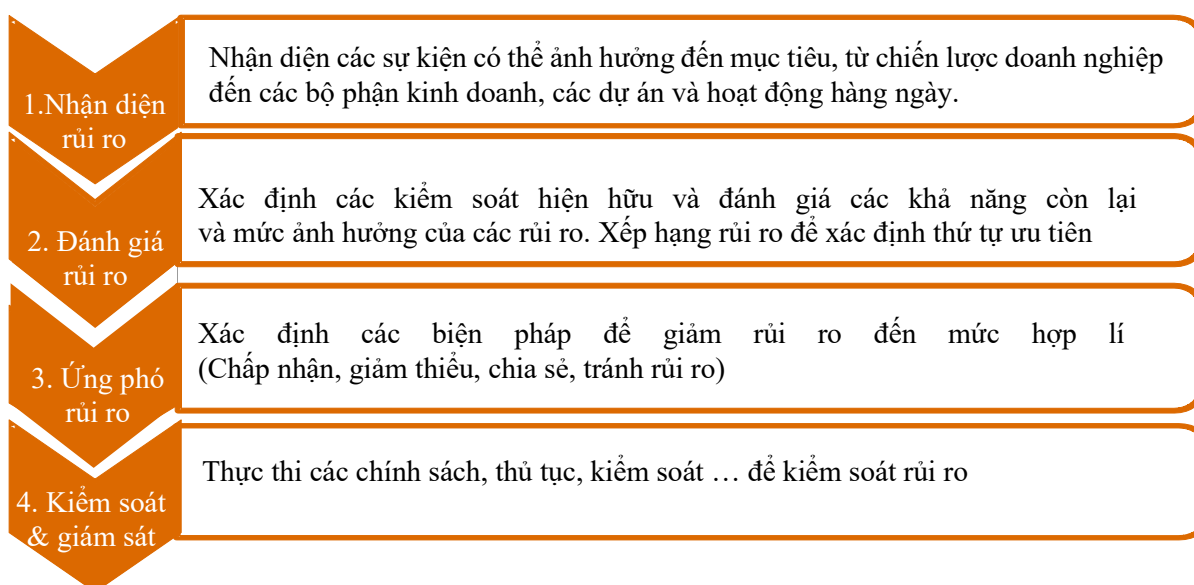 1.Nhận diện
rủi ro
Nhận diện các sự kiện có thể ảnh hưởng đến mục tiêu, từ chiến lược doanh nghiệp
đến các bộ phận kinh doanh, các dự án và hoạt động hàng ngày.
2. Đánh giá
rủi ro
Xác định các kiểm soát hiện hữu và đánh giá các khả năng còn lại
và mức ảnh hưởng của các rủi ro. Xếp hạng rủi ro để xác định thứ tự ưu tiên
3. Ứng phó
rủi ro
Xác định các biện pháp để giảm rủi ro đến mức hợp lí
(Chấp nhận, giảm thiểu, chia sẻ, tránh rủi ro)
4. Kiểm soát
& giám sát
Thực thi các chính sách, thủ tục, kiểm soát … để kiểm soát rủi ro